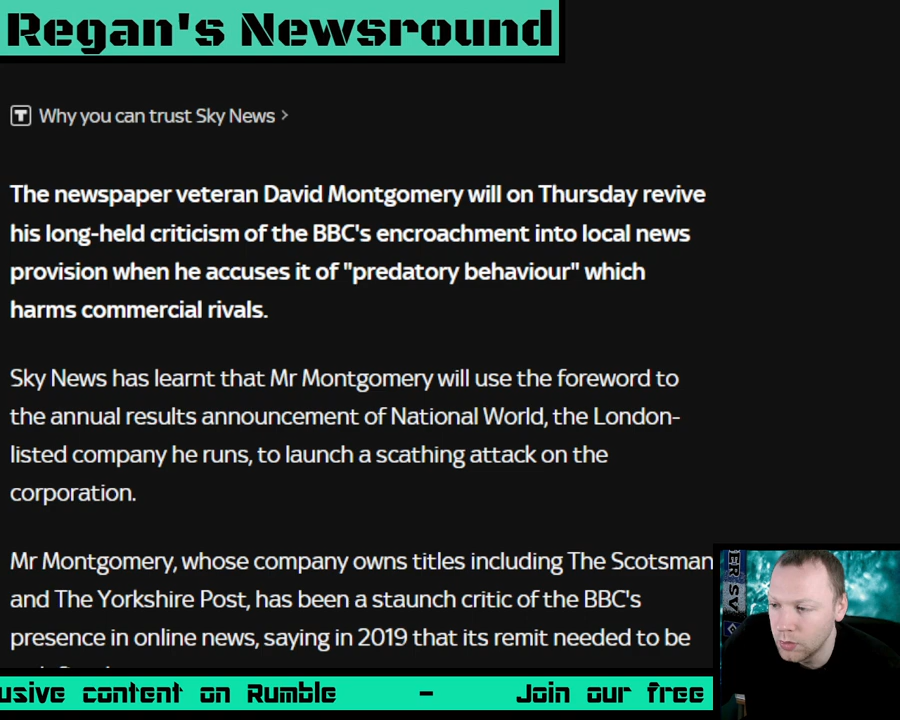 Regan's Newsround
T Why you can trust Sky News >
The newspaper veteran David Montgomery will on Thursday revive
his long-held criticism of the BBC's encroachment into local news
provision when he accuses it of "predatory behaviour" which
harms commercial rivals.
Sky News has learnt that Mr Montgomery will use the foreword to
the annual results announcement of National World, the London-
listed company he runs, to launch a scathing attack on the
corporation.
Mr Montgomery, whose company owns titles including The Scotsman
and The Yorkshire Post, has been a staunch critic of the BBC's
presence in online news, saying in 2019 that its remit needed to be
usive content on Rumble - Join our free